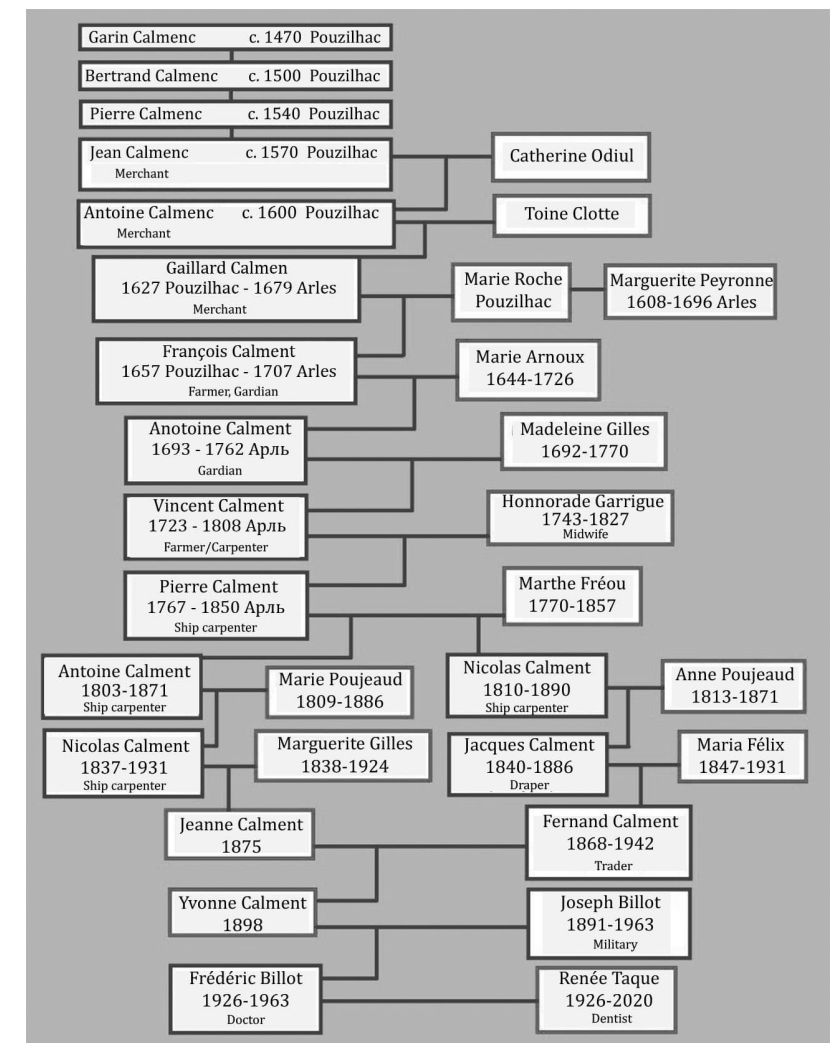 Garin Calmenc c. 1470 Pouzilhac
Bertrand Calmenc c. 1500 Pouzilhac
Pierre Calmenc c. 1540 Pouzilhac
Jean Calmenc c. 1570 Pouzilhac
Merchant
Catherine Odiul
Antoine Calmenc c. 1600 Pouzilhac
Merchant
Toine Clotte
Gaillard Calmen
1627 Pouzilhac - 1679 Arles
Merchant
Marie Roche
Pouzilhac
Marguerite Peyronne
1608-1696 Arles
François Calment
1657 Pouzilhac - 1707 Arles
Farmer, Gardian
Marie Arnoux
1644-1726
Anotoine Calment
1693 - 1762 Арль
Gardian
Madeleine Gilles
1692-1770
Vincent Calment
1723 - 1808 Арль
Farmer/Carpenter
Honnorade Garrigue
1743-1827
Midwife
Pierre Calment
1767 - 1850 Арль
Ship carpenter
Marthe Fréou
1770-1857
Antoine Calment
1803-1871
Ship carpenter
Marie Poujeaud
1809-1886
Nicolas Calment
1810-1890
Ship carpenter
Anne Poujeaud
1813-1871
Nicolas Calment
1837-1931
Ship carpenter
Marguerite Gilles
1838-1924
Jacques Calment
1840-1886
Draper
Maria Félix
1847-1931
Jeanne Calment
1875
Fernand Calment
1868-1942
Trader
Yvonne Calment
1898
Joseph Billot
1891-1963
Military
Frédéric Billot
1926-1963
Doctor
Renée Taque
1926-2020
Dentist